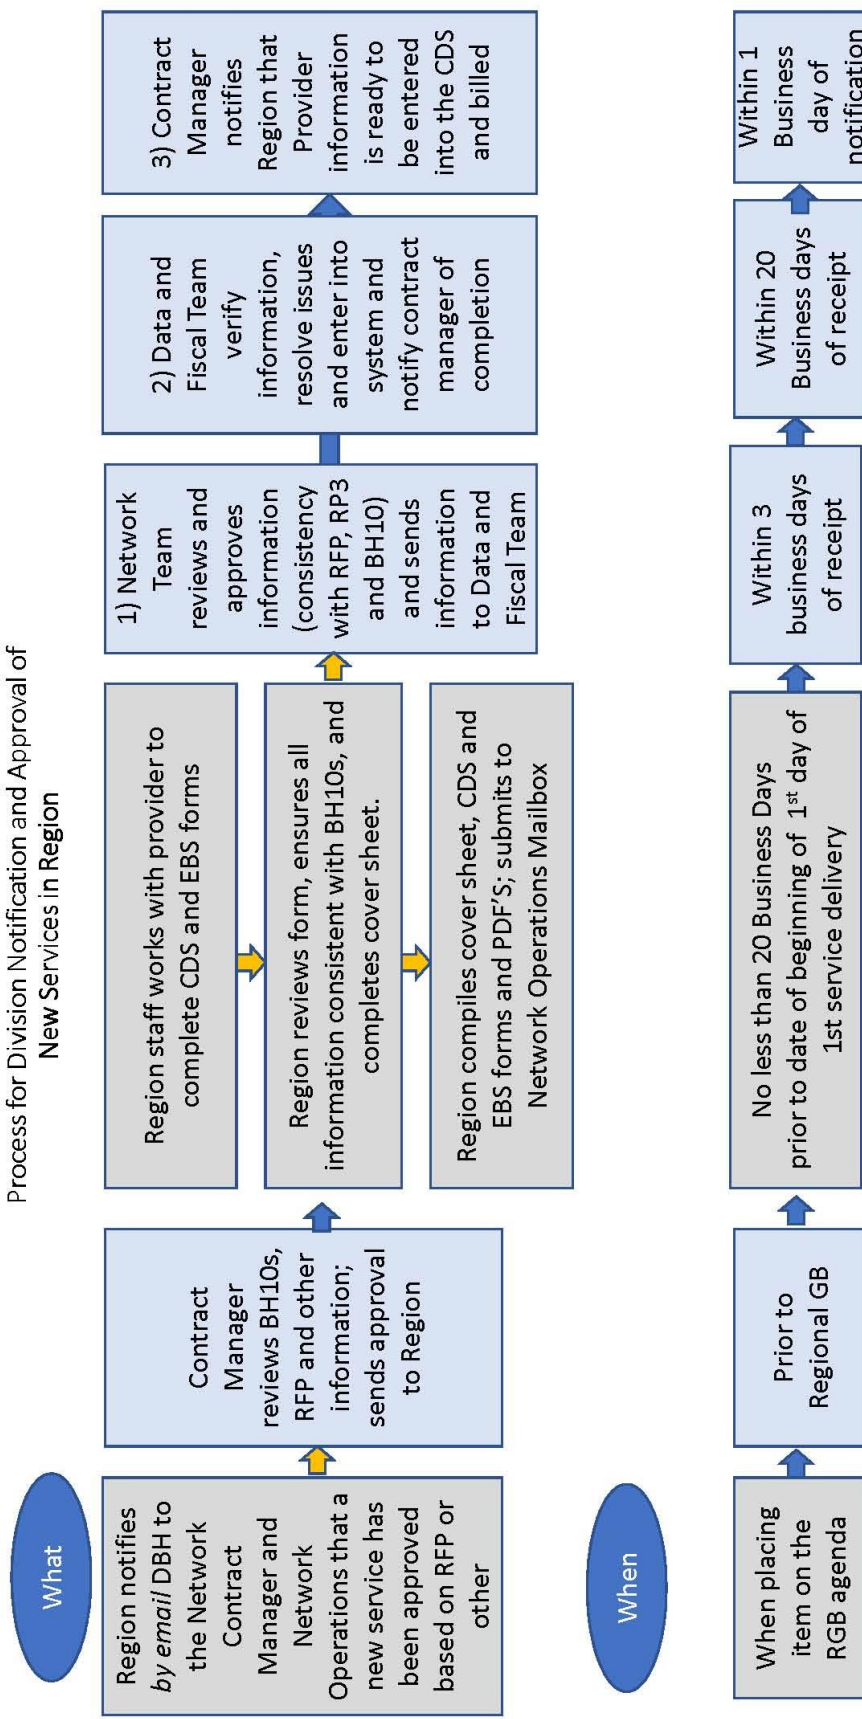 Process for Division Notification and Approval of
New Services in Region
What
Region notifies
by email DBH to
the Network
Contract
Manager and
Network
Operations that a
new service has
been approved
based on RFP or
other
Contract
Manager
reviews BH10s,
RFP and other
information;
sends approval
to Region
Region staff works with provider to
complete CDS and EBS forms
Region reviews form, ensures all
information consistent with BH10s, and
completes cover sheet.
Region compiles cover sheet, CDS and
EBS forms and PDF'S; submits to
Network Operations Mailbox
1) Network
Team
reviews and
approves
information
(consistency
with RFP, RP3
and BH10)
and sends
information
to Data and
Fiscal Team
2) Data and
Fiscal Team
verify
information,
resolve issues
and enter into
system and
notify contract
manager of
completion
3) Contract
Manager
notifies
Region that
Provider
information
is ready to
be entered
into the CDS
and billed
When
When placing
item on the
RGB agenda
Prior to
Regional GB
No less than 20 Business Days
prior to date of beginning of 1st day of
1st service delivery
Within 3
business days
of receipt
Within 20
Business days
of receipt
Within 1
Business
day of
notification